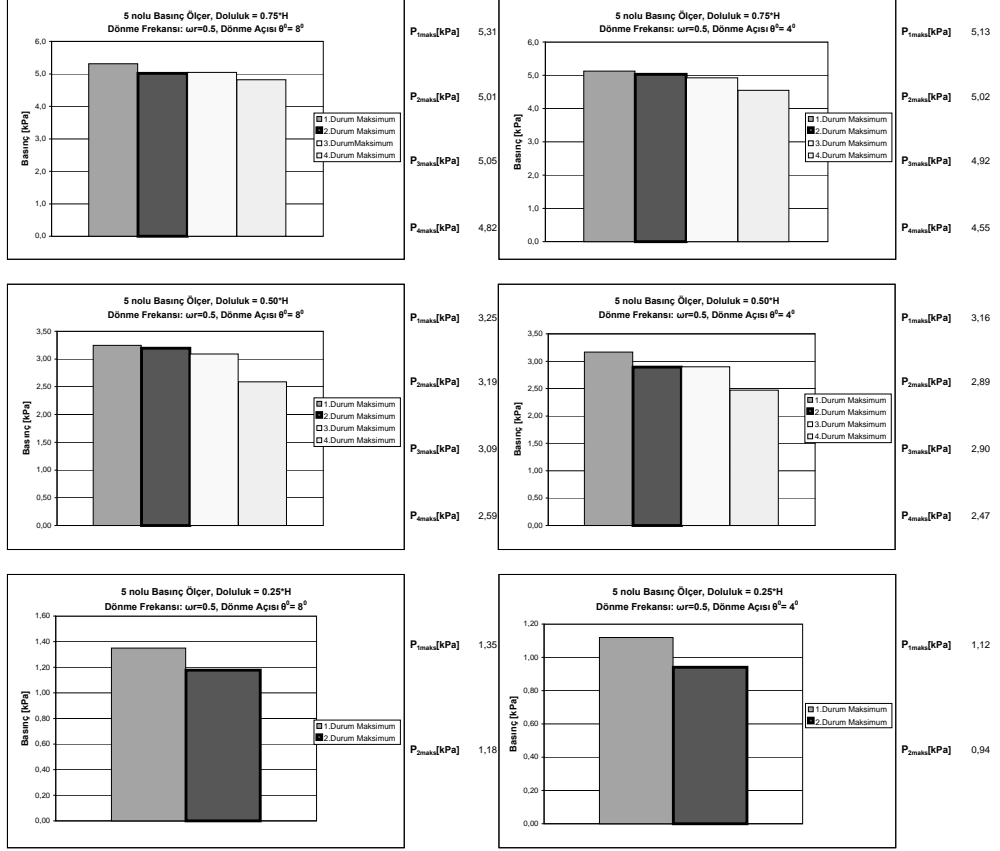 5 nolu Basınç Ölçer, Doluluk = 0.75*H
Dönme Frekansı: ωr=0.5, Dönme Açısı θ⁰= 8⁰
Basınç [kPa]
6,0
5,0
4,0
3,0
2,0
1,0
0,0
1.Durum Maksimum
2.Durum Maksimum
3.DurumMaksimum
4.Durum Maksimum
P1maks[kPa] 5,31
P2maks[kPa] 5,01
P3maks[kPa] 5,05
P4maks[kPa] 4,82
5 nolu Basınç Ölçer, Doluluk = 0.75*H
Dönme Frekansı: ωr=0.5, Dönme Açısı θ⁰= 4⁰
Basınç [kPa]
6,0
5,0
4,0
3,0
2,0
1,0
0,0
1.Durum Maksimum
2.Durum Maksimum
3.Durum Maksimum
4.Durum Maksimum
P1maks[kPa] 5,13
P2maks[kPa] 5,02
P3maks[kPa] 4,92
P4maks[kPa] 4,55
5 nolu Basınç Ölçer, Doluluk = 0.50*H
Dönme Frekansı: ωr=0.5, Dönme Açısı θ⁰= 8⁰
Basınç [kPa]
3,50
3,00
2,50
2,00
1,50
1,00
0,50
0,00
1.Durum Maksimum
2.Durum Maksimum
3.Durum Maksimum
4.Durum Maksimum
P1maks[kPa] 3,25
P2maks[kPa] 3,19
P3maks[kPa] 3,09
P4maks[kPa] 2,59
5 nolu Basınç Ölçer, Doluluk = 0.50*H
Dönme Frekansı: ωr=0.5, Dönme Açısı θ⁰= 4⁰
Basınç [kPa]
3,50
3,00
2,50
2,00
1,50
1,00
0,50
0,00
1.Durum Maksimum
2.Durum Maksimum
3.Durum Maksimum
4.Durum Maksimum
P1maks[kPa] 3,16
P2maks[kPa] 2,89
P3maks[kPa] 2,90
P4maks[kPa] 2,47
5 nolu Basınç Ölçer, Doluluk = 0.25*H
Dönme Frekansı: ωr=0.5, Dönme Açısı θ⁰= 8⁰
Basınç [kPa]
1,60
1,40
1,20
1,00
0,80
0,60
0,40
0,20
0,00
1.Durum Maksimum
2.Durum Maksimum
P1maks[kPa] 1,35
P2maks[kPa] 1,18
5 nolu Basınç Ölçer, Doluluk = 0.25*H
Dönme Frekansı: ωr=0.5, Dönme Açısı θ⁰= 4⁰
Basınç [kPa]
1,20
1,00
0,80
0,60
0,40
0,20
0,00
1.Durum Maksimum
2.Durum Maksimum
P1maks[kPa] 1,12
P2maks[kPa] 0,94